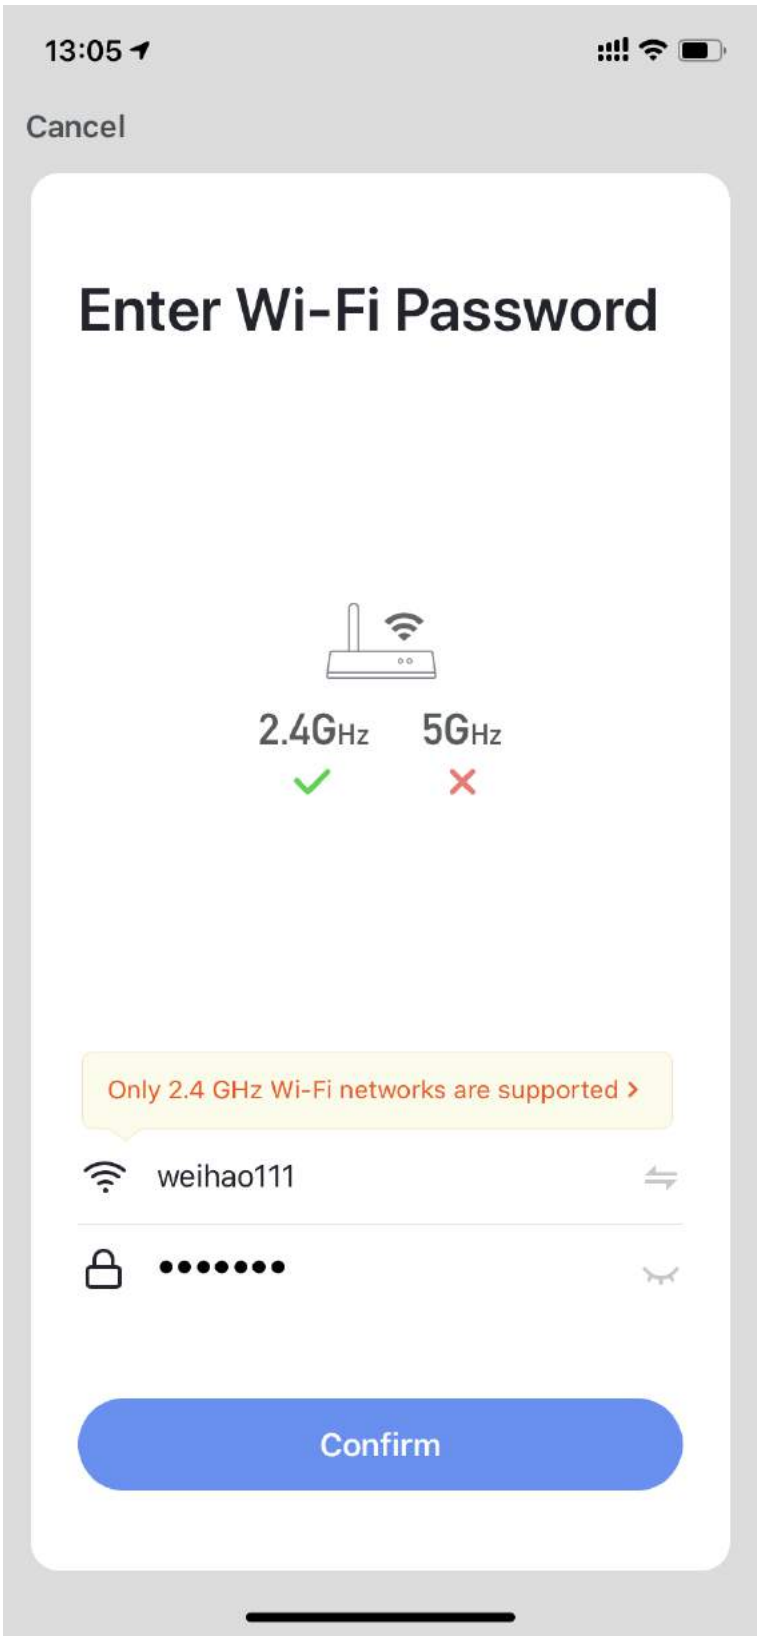 13:05
Cancel
Enter Wi-Fi Password
2.4GHz 5GHz
Only 2.4 GHz Wi-Fi networks are supported >
weihao111
•••••••
Confirm